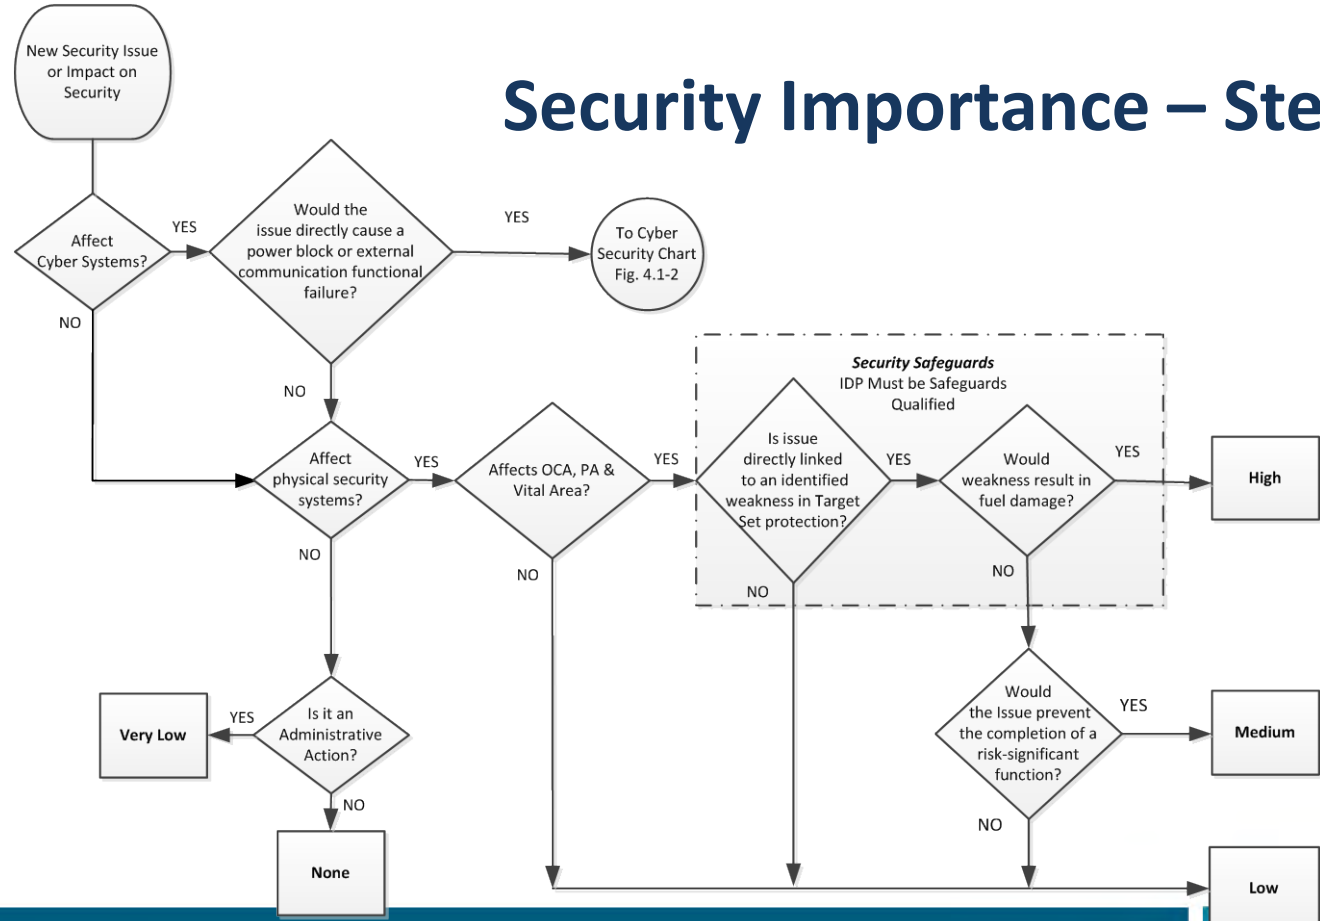 New Security Issue
or Impact on
Security
Security Importance – Ste
Affect
Cyber Systems?
YES
NO
Would the
issue directly cause a
power block or external
communication functional
failure?
YES
NO
To Cyber
Security Chart
Fig. 4.1-2
Affect
physical security
systems?
YES
NO
Affects OCA, PA &
Vital Area?
YES
NO
Security Safeguards
IDP Must be Safeguards
Qualified
Is issue
directly linked
to an identified
weakness in Target
Set protection?
YES
NO
Would
weakness result in
fuel damage?
YES
NO
High
Would
the Issue prevent
the completion of a
risk-significant
function?
YES
NO
Medium
Is it an
Administrative
Action?
YES
NO
Very Low
None
Low